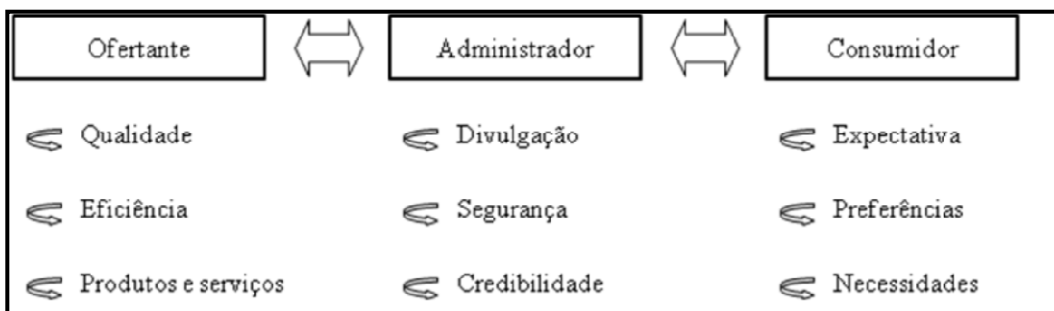 Ofertante Administrador Consumidor
Qualidade Divulgação Expectativa
Eficiência Segurança Preferências
Produtos e serviços Credibilidade Necessidades